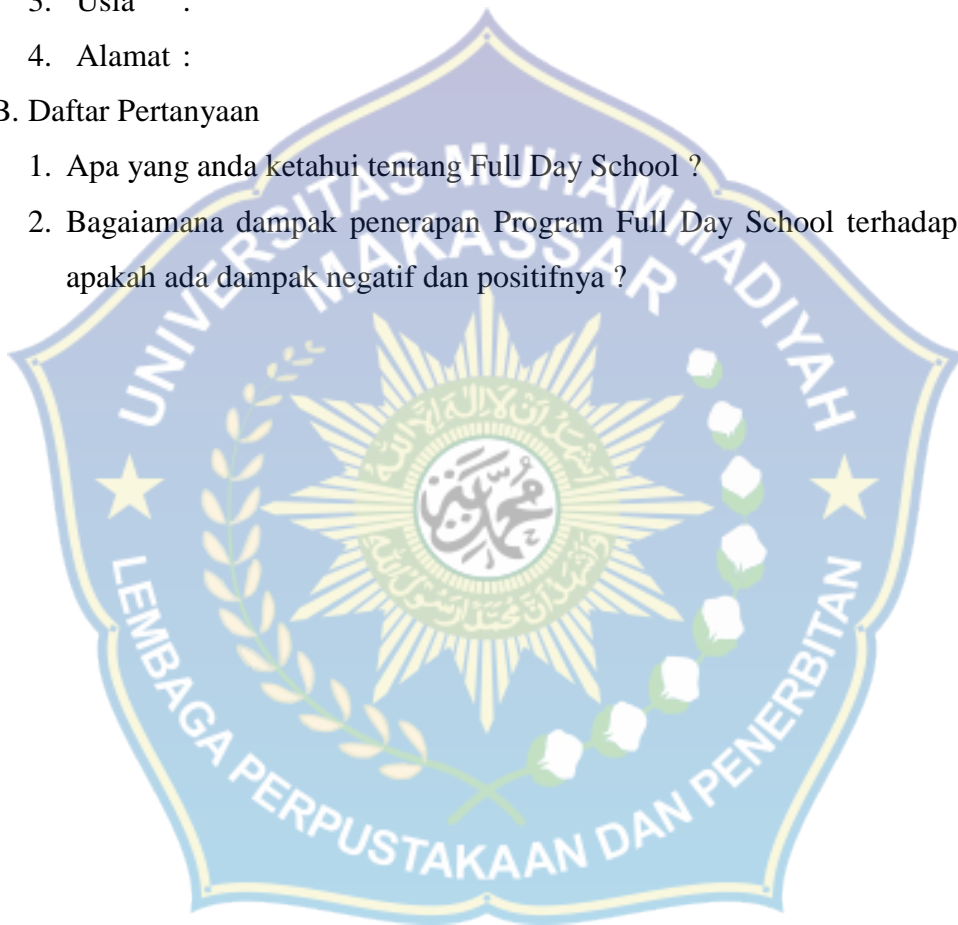 3. Usia :
4. Alamat :
B. Daftar Pertanyaan
1. Apa yang anda ketahui tentang Full Day School ?
2. Bagaiamana dampak penerapan Program Full Day School terhadap
apakah ada dampak negatif dan positifnya ?
UNIVERSITAS MUHAMMADIYAH
MAKASSAR
محمد
LEMBAGA PERPUSTAKAAN DAN PENERBITAN